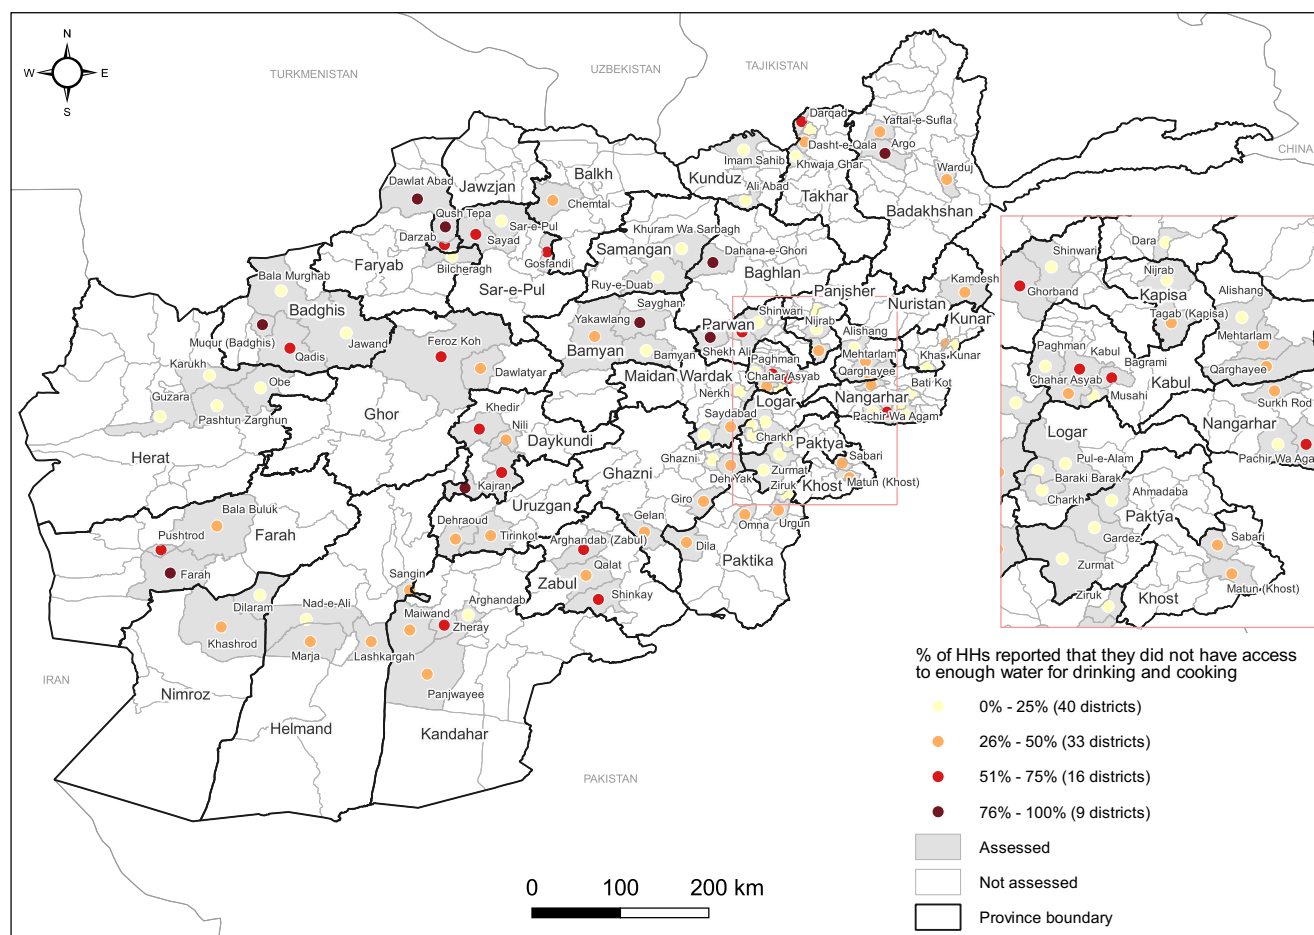 N
W
E
S
TURKMENISTAN
UZBEKISTAN
TAJIKISTAN
CHINA
IRAN
PAKISTAN
Darqad
Yaftal-e-Sufla
Dasht-e-Qala
Argo
Imam Sahib
Khwaja Ghar
Warduj
Kunduz
Takhar
Ali Abad
Badakhshan
Dawlat Abad
Jawzjan
Balkh
Chemtal
Qush Tepa
Sar-e-Pul
Darzab
Sayad
Khuram Wa Sarbagh
Samangan
Dahana-e-Ghori
Bilcheragh
Gosfandi
Faryab
Baghlan
Bala Murghab
Sar-e-Pul
Ruy-e-Duab
Kamdesh
Badghis
Sayghan
Panjsher
Nuristan
Shinwari
Nijrab
Kunar
Muqur (Badghis)
Jawand
Feroz Koh
Yakawlang
Parwan
Alishang
Qadis
Bamyan
Bamyan
Shekh Ali
Mehtarlam
Khas Kunar
Karukh
Dawlatyar
Paghman
Qarghayee
Obe
Maidan Wardak
Chahar Asyab
Bati Kot
Guzara
Nerkh
Nangarhar
Pashtun Zarghun
Ghor
Khedir
Logar
Pachir Wa Agam
Saydabad
Nili
Daykundi
Charkh
Paktya
Herat
Ghazni
Ghazni
Sabari
Deh Yak
Zurmat
Kajran
Ziruk
Khost
Matun (Khost)
Uruzgan
Giro
Bala Buluk
Omna
Urgun
Pushtrod
Farah
Dehraoud
Tirinkot
Gelan
Arghandab (Zabul)
Dila
Farah
Sangin
Zabul
Qalat
Paktika
Dilaram
Nad-e-Ali
Arghandab
Shinkay
Maiwand
Zheray
Khashrod
Marja
Lashkargah
Panjwayee
Nimroz
Helmand
Kandahar
Dara
Shinwari
Nijrab
Ghorband
Kapisa
Alishang
Tagab (Kapisa)
Mehtarlam
Paghman
Kabul
Bagrami
Qarghayee
Chahar Asyab
Kabul
Musahi
Surkh Rod
Logar
Nangarhar
Pul-e-Alam
Pachir Wa Aga
Baraki Barak
Charkh
Ahmadaba
Paktya
Gardez
Sabari
Zurmat
Ziruk
Khost
Matun (Khost)
% of HHs reported that they did not have access
to enough water for drinking and cooking
0% - 25% (40 districts)
26% - 50% (33 districts)
51% - 75% (16 districts)
76% - 100% (9 districts)
Assessed
Not assessed
Province boundary
0 100 200 km